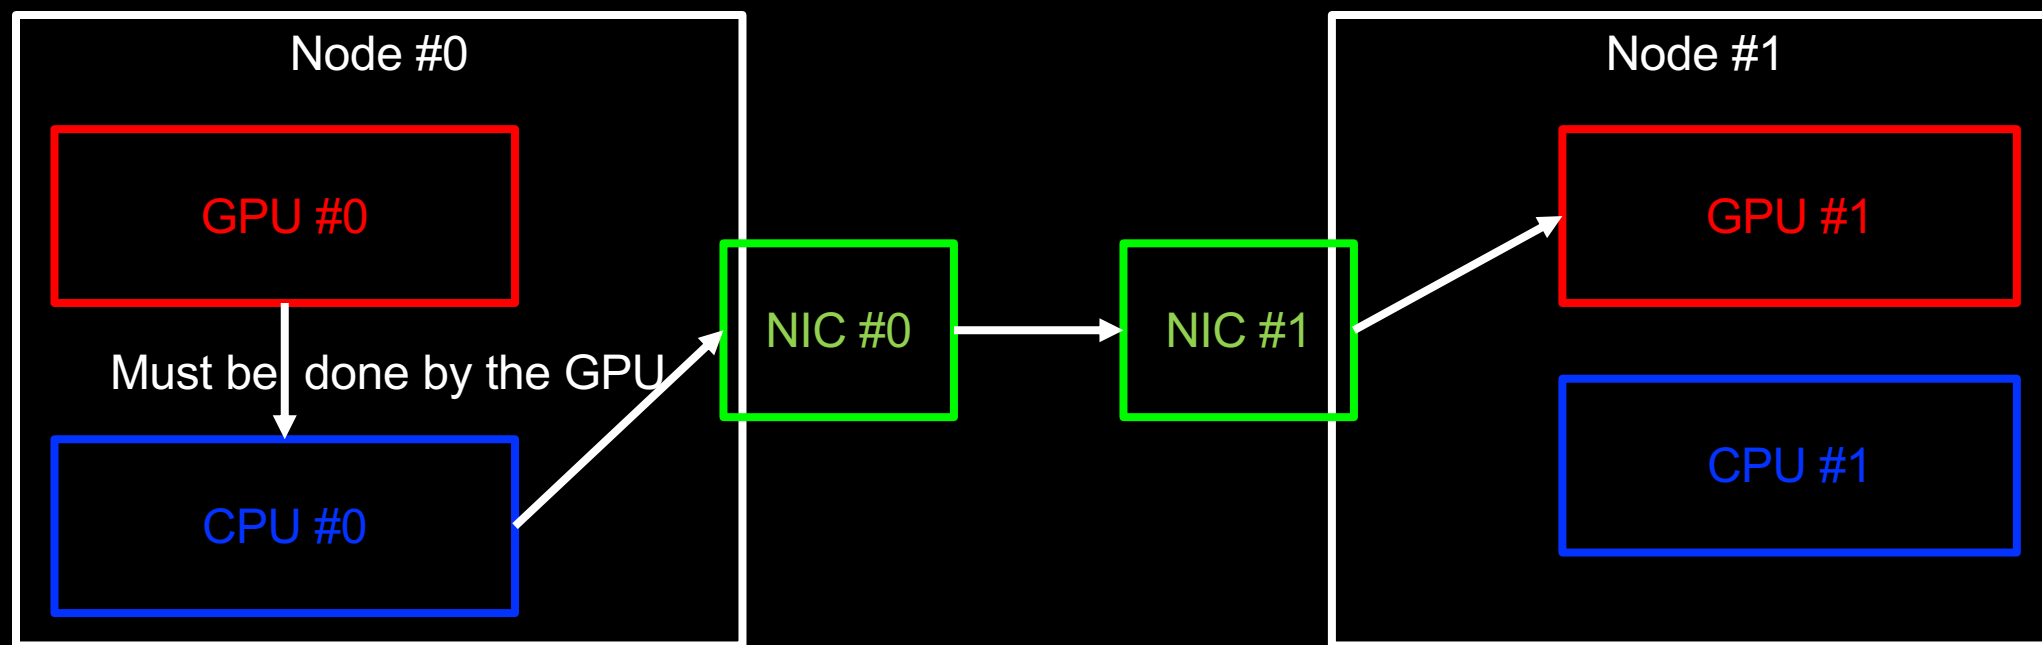 Node #0
Node #1
GPU #0
GPU #1
NIC #0
NIC #1
Must be done by the GPU
CPU #1
CPU #0